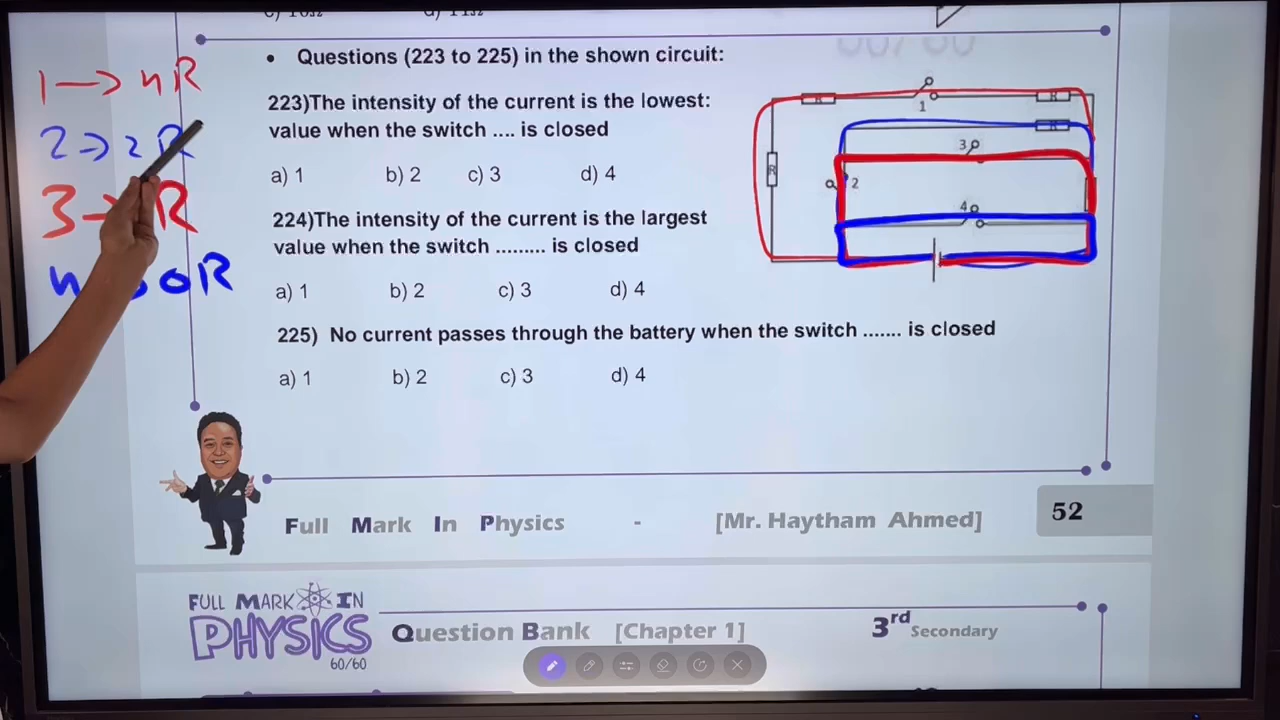 • Questions (223 to 225) in the shown circuit:
1 → 4R
2 → 2R
3 → R
223)The intensity of the current is the lowest:
value when the switch .... is closed
a) 1 b) 2 c) 3 d) 4
224)The intensity of the current is the largest
value when the switch ......... is closed
a) 1 b) 2 c) 3 d) 4
225) No current passes through the battery when the switch ....... is closed
a) 1 b) 2 c) 3 d) 4
R 1 R
R
R 3
2
4
Full Mark In Physics - [Mr. Haytham Ahmed] 52
FULL MARK IN
PHYSICS
60/60
Question Bank [Chapter 1] 3rd Secondary